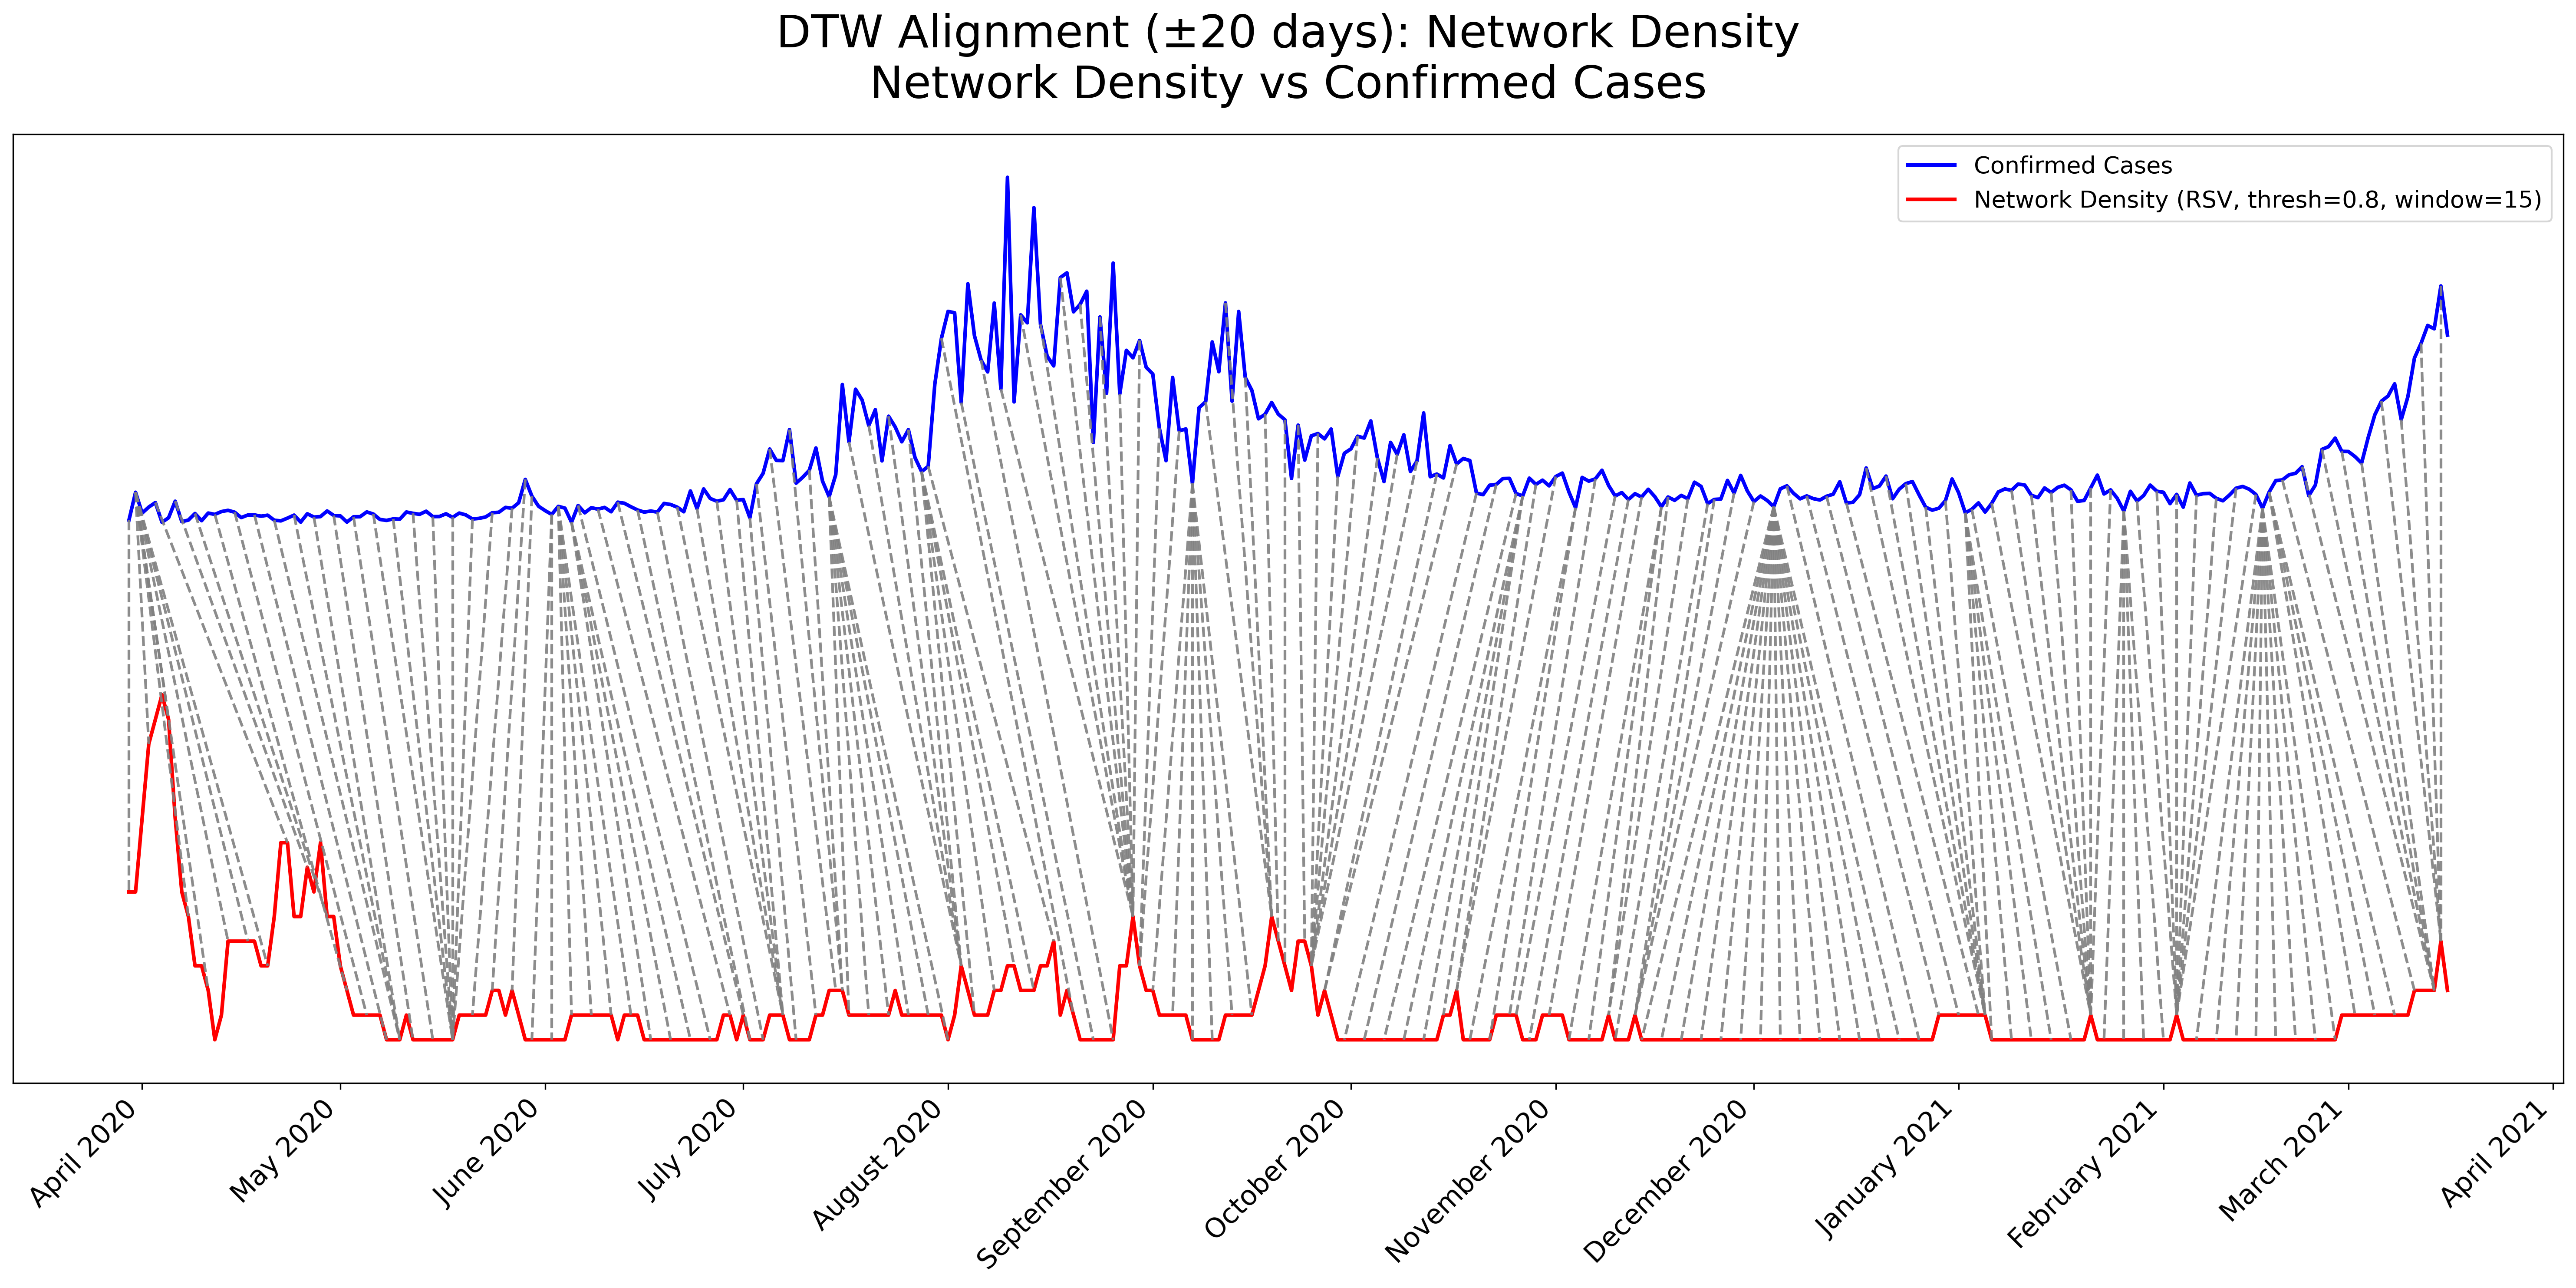 DTW Alignment (±20 days): Network Density
Network Density vs Confirmed Cases
Confirmed Cases
Network Density (RSV, thresh=0.8, window=15)
April 2020
May 2020
June 2020
July 2020
August 2020
September 2020
October 2020
November 2020
December 2020
January 2021
February 2021
March 2021
April 2021